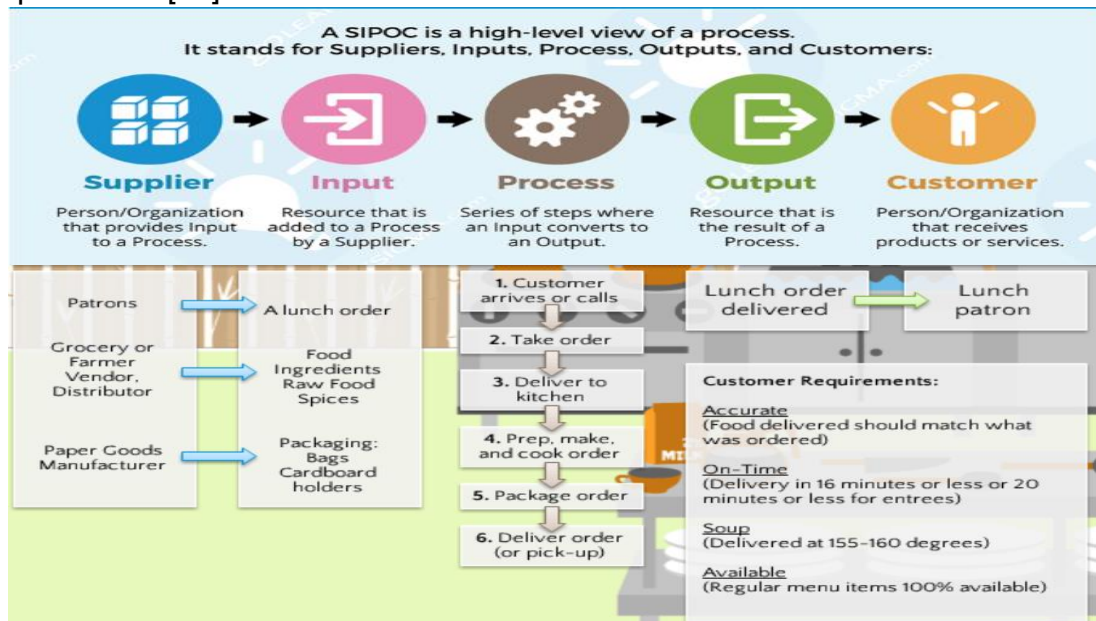 A SIPOC is a high-level view of a process.
It stands for Suppliers, Inputs, Process, Outputs, and Customers:
Supplier
Person/Organization
that provides Input
to a Process.
Input
Resource that is
added to a Process
by a Supplier.
Process
Series of steps where
an Input converts to
an Output.
Output
Resource that is
the result of a
Process.
Customer
Person/Organization
that receives
products or services.
Patrons
Grocery or
Farmer
Vendor,
Distributor
Paper Goods
Manufacturer
A lunch order
Food
Ingredients
Raw Food
Spices
Packaging:
Bags
Cardboard
holders
1. Customer
arrives or calls
2. Take order
3. Deliver to
kitchen
4. Prep, make,
and cook order
5. Package order
6. Deliver order
(or pick-up)
Lunch order
delivered
Lunch
patron
MILK
Customer Requirements:
Accurate
(Food delivered should match what
was ordered)
On-Time
(Delivery in 16 minutes or less or 20
minutes or less for entrees)
Soup
(Delivered at 155-160 degrees)
Available
(Regular menu items 100% available)